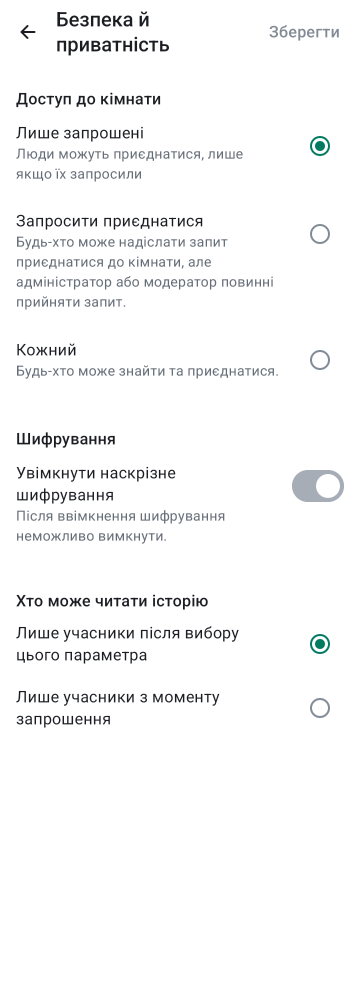 Безпека й
приватність
Зберегти
Доступ до кімнати
Лише запрошені
Люди можуть приєднатися, лише
якщо їх запросили
Запросити приєднатися
Будь-хто може надіслати запит
приєднатися до кімнати, але
адміністратор або модератор повинні
прийняти запит.
Кожний
Будь-хто може знайти та приєднатися.
Шифрування
Увімкнути наскрізне
шифрування
Після ввімкнення шифрування
неможливо вимкнути.
Хто може читати історію
Лише учасники після вибору
цього параметра
Лише учасники з моменту
запрошення